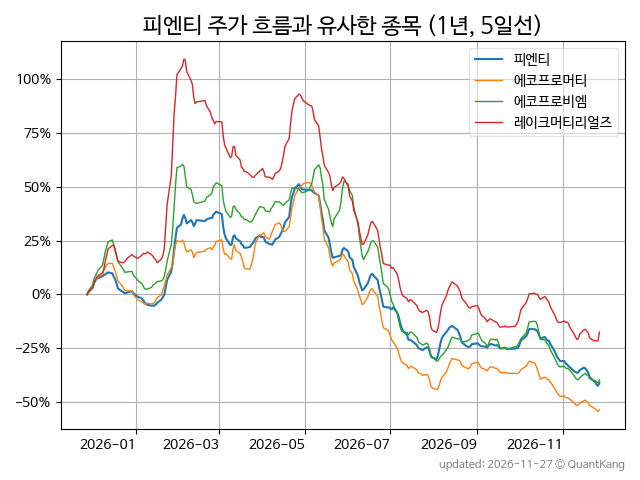 피엔티 주가 흐름과 유사한 종목 (1년, 5일선)
피엔티
에코프로머티
에코프로비엠
레이크머티리얼즈
100%
75%
50%
25%
0%
−25%
−50%
2026-01
2026-03
2026-05
2026-07
2026-09
2026-11
updated: 2026-11-27 © QuantKang